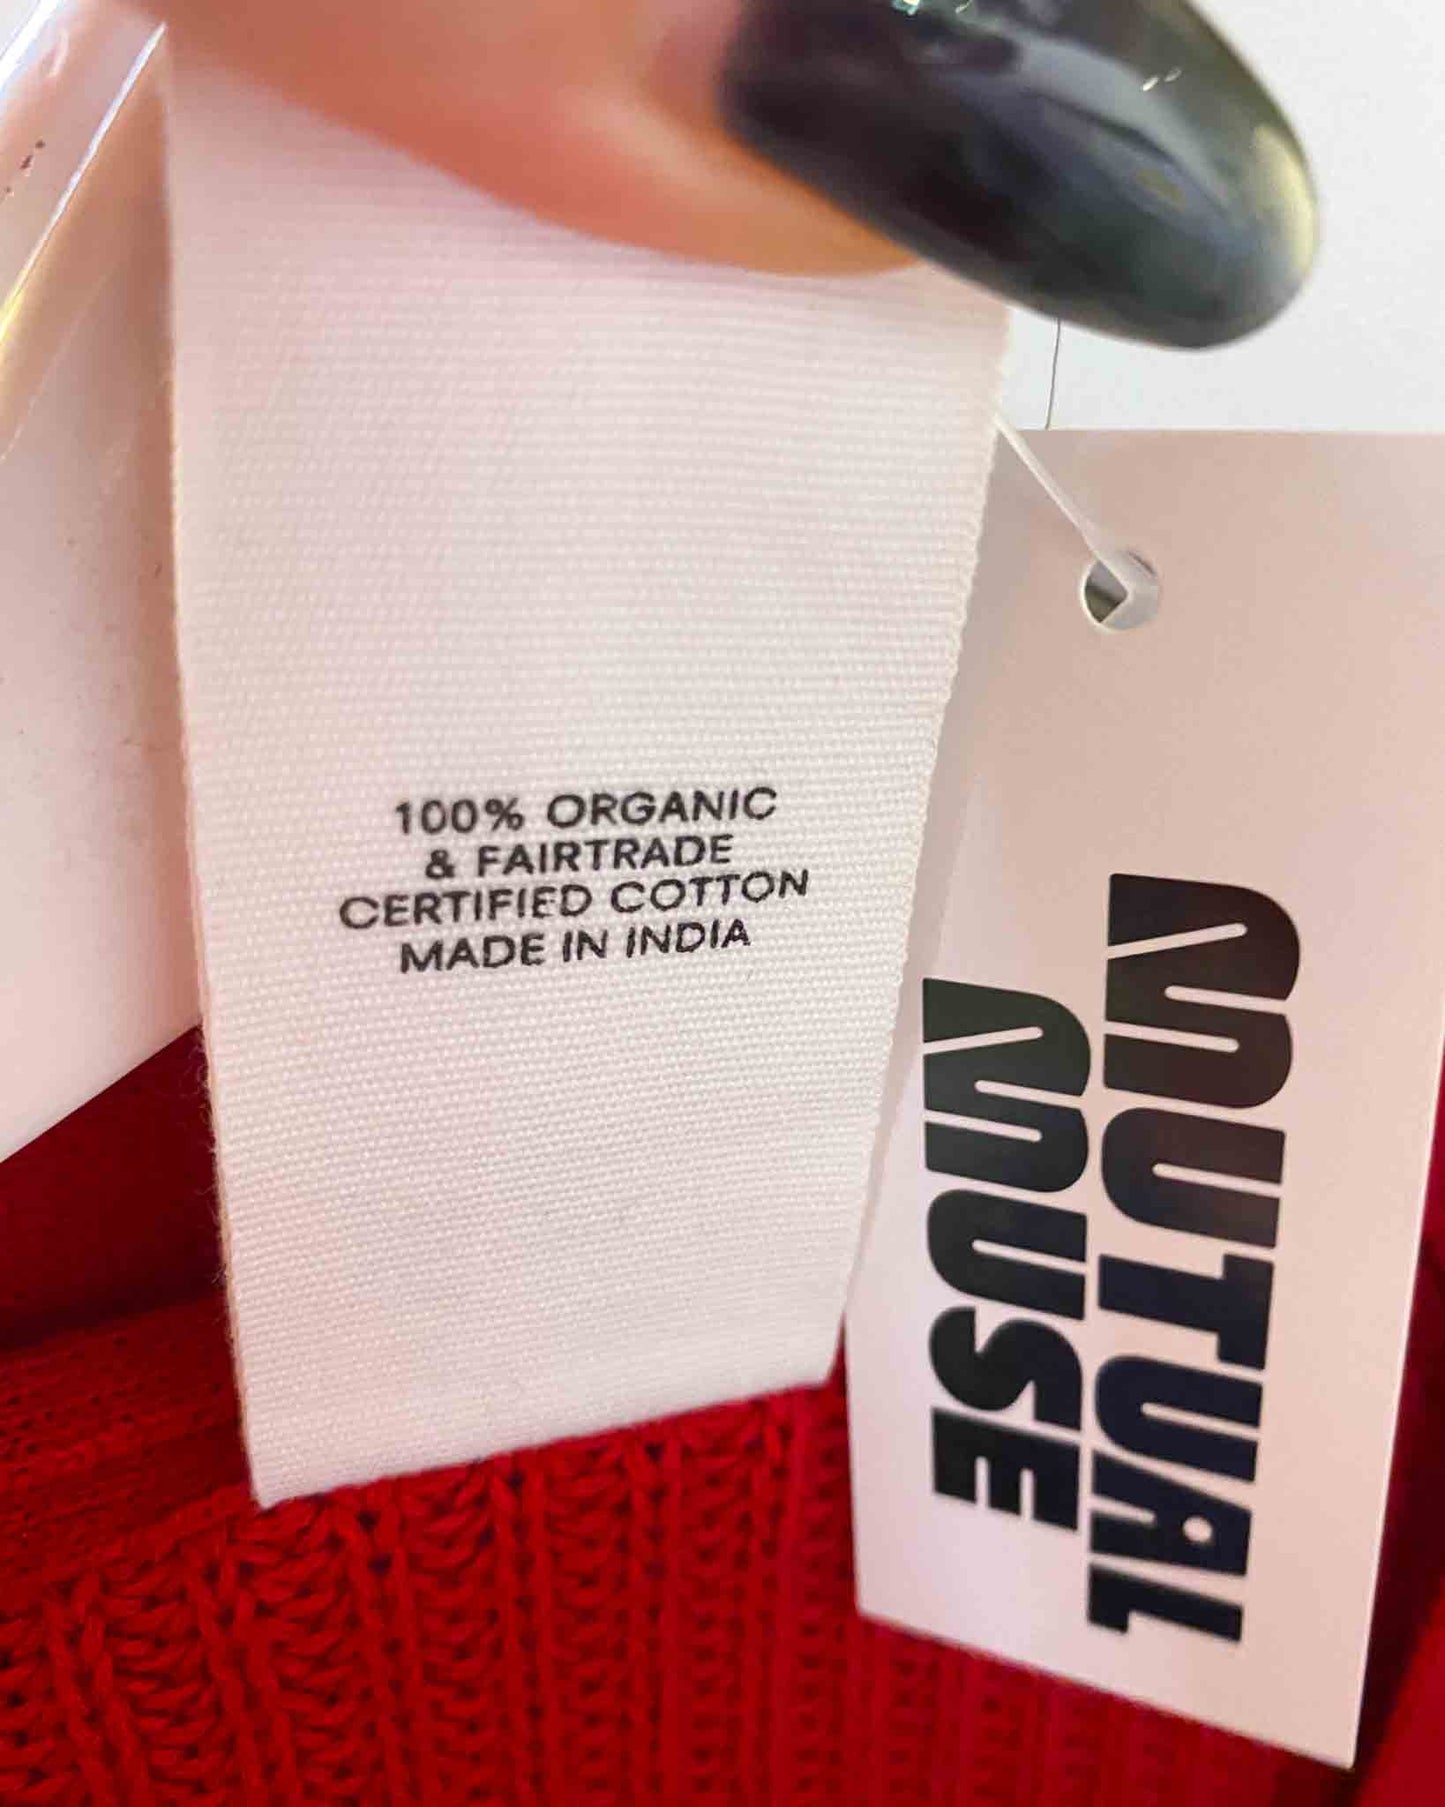 100% ORGANIC
& FAIRTRADE
CERTIFIED COTTON
MADE IN INDIA
MUTUAL
MUSE